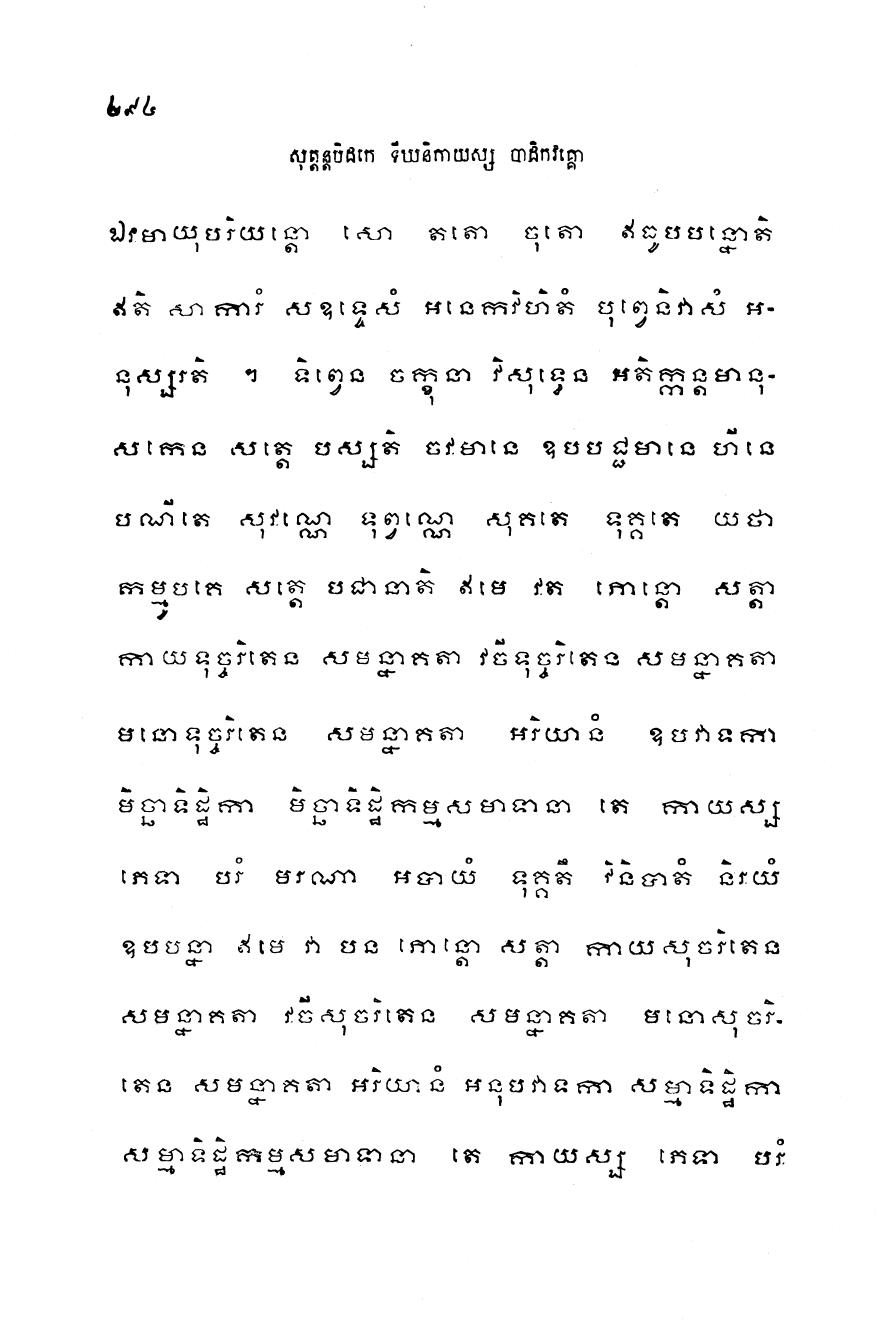 ២៩៤
សុត្តន្តបិដកេ ទីឃនិកាយស្ស បាដិកវគ្គោ
ឯវមាយុបរិយន្តោ សោ តតោ ចុតោ ឥធូបបន្នោតិ
ឥតិ សាការំ សឧទ្ទេសំ អនេកវិហិតំ បុព្វេនិវាសំ អ-
នុស្សរតិ ។ ទិព្វេន ចក្ខុនា វិសុទ្ធេន អតិក្កន្តមានុ-
សកេន សត្តេ បស្សតិ ចវមានេ ឧបបជ្ជមានេ ហីនេ
បណីតេ សុវណ្ណេ ទុព្វណ្ណេ សុគតេ ទុគ្គតេ យថា
កម្មូបគេ សត្តេ បជានាតិ ឥមេ វត ភោន្តោ សត្តា
កាយទុច្ចរិតេន សមន្នាគតា វចីទុច្ចរិតេន សមន្នាគតា
មនោទុច្ចរិតេន សមន្នាគតា អរិយានំ ឧបវាទកា
មិច្ឆាទិដ្ឋិកា មិច្ឆាទិដ្ឋិកម្មសមាទានា តេ កាយស្ស
ភេទា បរំ មរណា អបាយំ ទុគ្គតឹ វិនិបាតំ និរយំ
ឧបបន្នា ឥមេ វា បន ភោន្តោ សត្តា កាយសុចរិតេន
សមន្នាគតា វចីសុចរិតេន សមន្នាគតា មនោសុចរិ-
តេន សមន្នាគតា អរិយានំ អនុបវាទកា សម្មាទិដ្ឋិកា
សម្មាទិដ្ឋិកម្មសមាទានា តេ កាយស្ស ភេទា បរំ